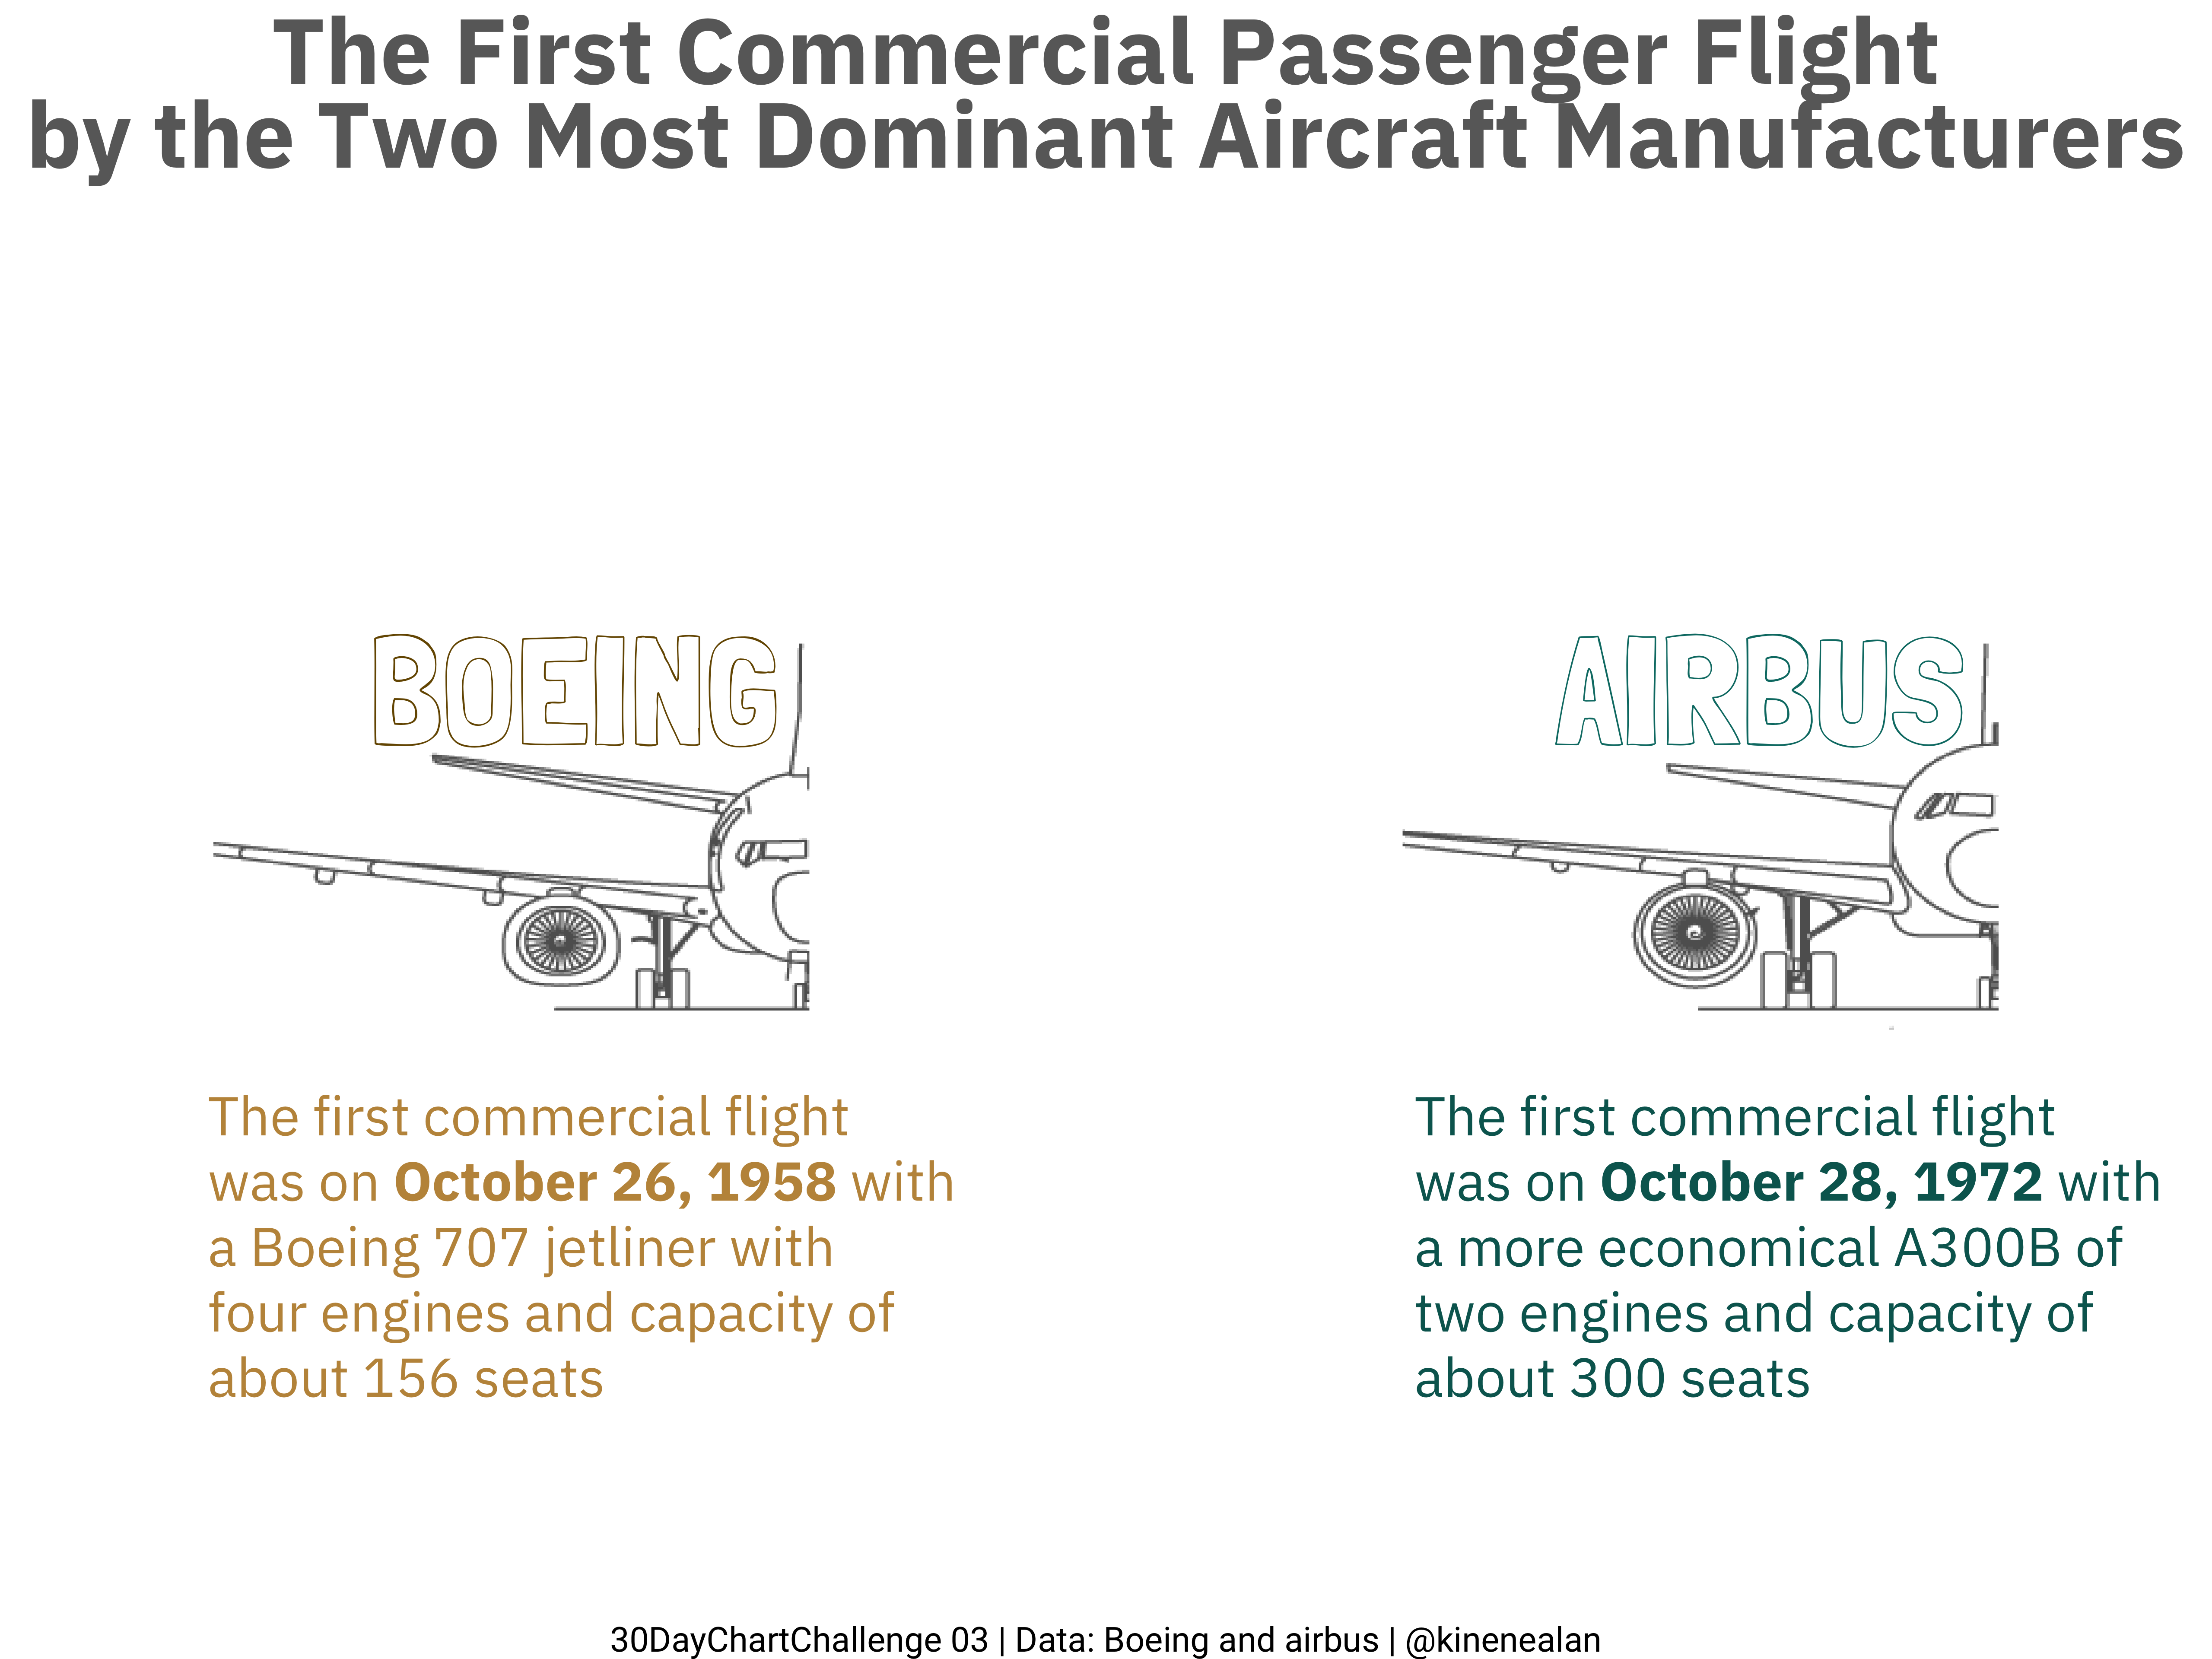 The First Commercial Passenger Flight
by the Two Most Dominant Aircraft Manufacturers
BOEING
The first commercial flight
was on October 26, 1958 with
a Boeing 707 jetliner with
four engines and capacity of
about 156 seats
AIRBUS
The first commercial flight
was on October 28, 1972 with
a more economical A300B of
two engines and capacity of
about 300 seats
30DayChartChallenge 03 | Data: Boeing and airbus | @kinenealan